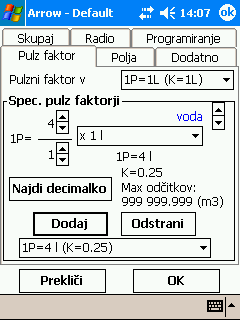 Arrow - Default 14:07 ok
Skupaj Radio Programiranje
Pulz faktor Polja Dodatno
Pulzni faktor v 1P=1L (K=1L)
Spec. pulz faktorji
voda
4
1P= x 1 l
1
1P=4 l
K=0.25
Najdi decimalko
Max odčitkov:
999 999.999 (m3)
Dodaj Odstrani
1P=4 l (K=0.25)
Prekliči OK